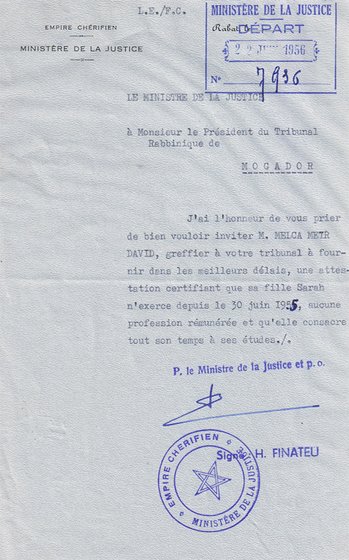 L.E./F.C.
EMPIRE CHÉRIFIEN
MINISTÈRE DE LA JUSTICE
MINISTÈRE DE LA JUSTICE
Rabat
DÉPART
22 1956
N° 7936
LE MINISTRE DE LA JUSTICE
à Monsieur le Président du Tribunal
Rabbinique de
MOGADOR
J'ai l'honneur de vous prier
de bien vouloir inviter M. MELCA MEIR
DAVID, greffier à votre tribunal à four-
nir dans les meilleurs délais, une attes-
tation certifiant que sa fille Sarah
n'exerce depuis le 30 juin 1955, aucune
profession rémunérée et qu'elle consacre
tout son temps à ses études./.
P. le Ministre de la Justice et p.o.
Signé H. FINATEU
EMPIRE CHERIFIEN
MINISTÈRE DE LA JUSTICE